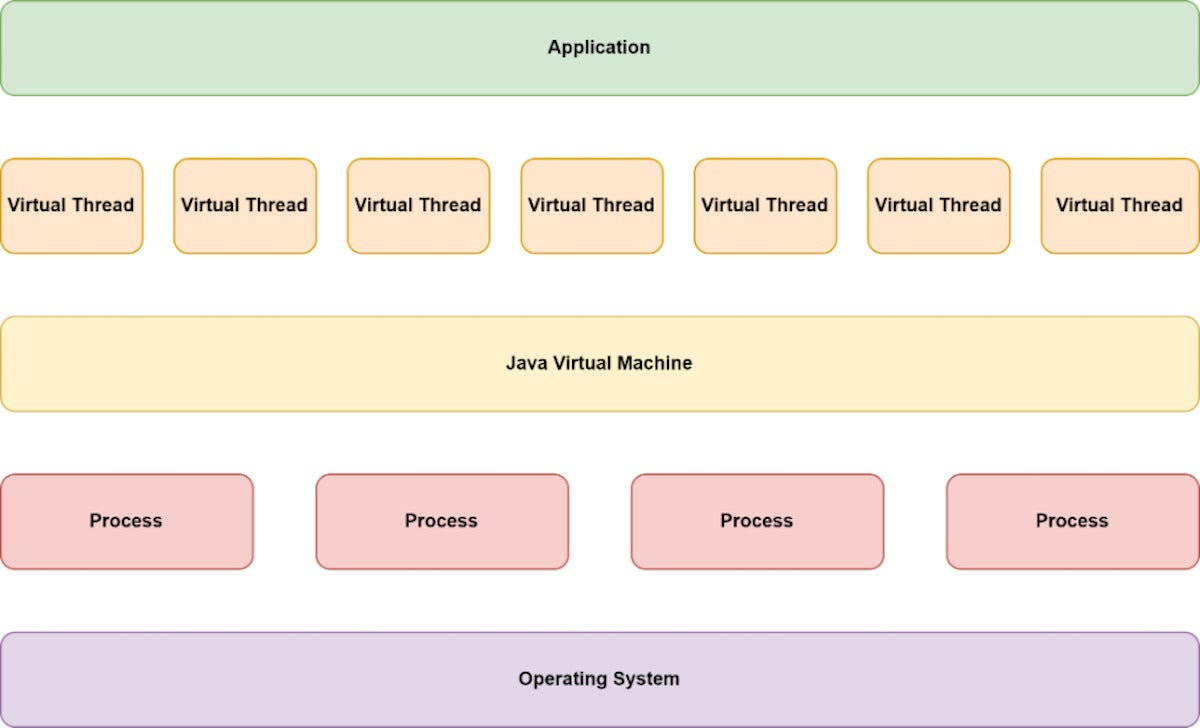 Application
Virtual Thread Virtual Thread Virtual Thread Virtual Thread Virtual Thread Virtual Thread Virtual Thread
Java Virtual Machine
Process Process Process Process
Operating System